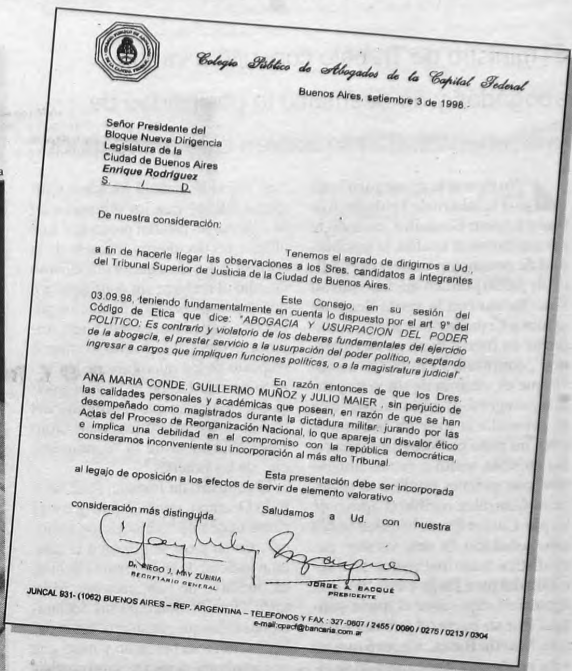 Colegio Público de Abogados de la Capital Federal
Buenos Aires, setiembre 3 de 1998.-
Señor Presidente del
Bloque Nueva Dirigencia
Legislatura de la
Ciudad de Buenos Aires
Enrique Rodríguez
S. / D.
De nuestra consideración:
Tenemos el agrado de dirigirnos a Ud.,
a fin de hacerle llegar las observaciones a los Sres. candidatos a integrantes
del Tribunal Superior de Justicia de la Ciudad de Buenos Aires.
Este Consejo, en su sesión del
03.09.98, teniendo fundamentalmente en cuenta lo dispuesto por el art. 9° del
Código de Etica que dice: "ABOGACIA Y USURPACION DEL PODER
POLITICO: Es contrario y violatorio de los deberes fundamentales del ejercicio
de la abogacía, el prestar servicio a la usurpación del poder político, aceptando
ingresar a cargos que impliquen funciones políticas, o a la magistratura judicial".
En razón entonces de que los Dres.
ANA MARIA CONDE, GUILLERMO MUÑOZ y JULIO MAIER, sin perjuicio de
las calidades personales y académicas que posean, en razón de que se han
desempeñado como magistrados durante la dictadura militar, jurando por las
Actas del Proceso de Reorganización Nacional, lo que apareja un disvalor ético
e implica una debilidad en el compromiso con la república democrática,
consideramos inconveniente su incorporación al más alto Tribunal.
Esta presentación debe ser incorporada
al legajo de oposición a los efectos de servir de elemento valorativo.
Saludamos a Ud. con nuestra
consideración más distinguida.
Dr. DIEGO J. MAY ZUBIRIA
SECRETARIO GENERAL
JORGE A. BACQUÉ
PRESIDENTE
JUNCAL 931- (1062) BUENOS AIRES – REP. ARGENTINA – TELEFONOS Y FAX : 327-0607 / 2455 / 0090 / 0275 / 0213 / 0304
e-mail;cpacf@bancaria.com.ar